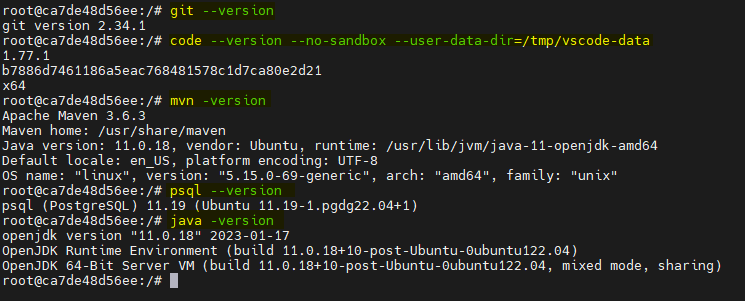 root@ca7de48d56ee:/# git --version
git version 2.34.1
root@ca7de48d56ee:/# code --version --no-sandbox --user-data-dir=/tmp/vscode-data
1.77.1
b7886d7461186a5eac768481578c1d7ca80e2d21
x64
root@ca7de48d56ee:/# mvn -version
Apache Maven 3.6.3
Maven home: /usr/share/maven
Java version: 11.0.18, vendor: Ubuntu, runtime: /usr/lib/jvm/java-11-openjdk-amd64
Default locale: en_US, platform encoding: UTF-8
OS name: "linux", version: "5.15.0-69-generic", arch: "amd64", family: "unix"
root@ca7de48d56ee:/# psql --version
psql (PostgreSQL) 11.19 (Ubuntu 11.19-1.pgdg22.04+1)
root@ca7de48d56ee:/# java -version
openjdk version "11.0.18" 2023-01-17
OpenJDK Runtime Environment (build 11.0.18+10-post-Ubuntu-0ubuntu122.04)
OpenJDK 64-Bit Server VM (build 11.0.18+10-post-Ubuntu-0ubuntu122.04, mixed mode, sharing)
root@ca7de48d56ee:/#